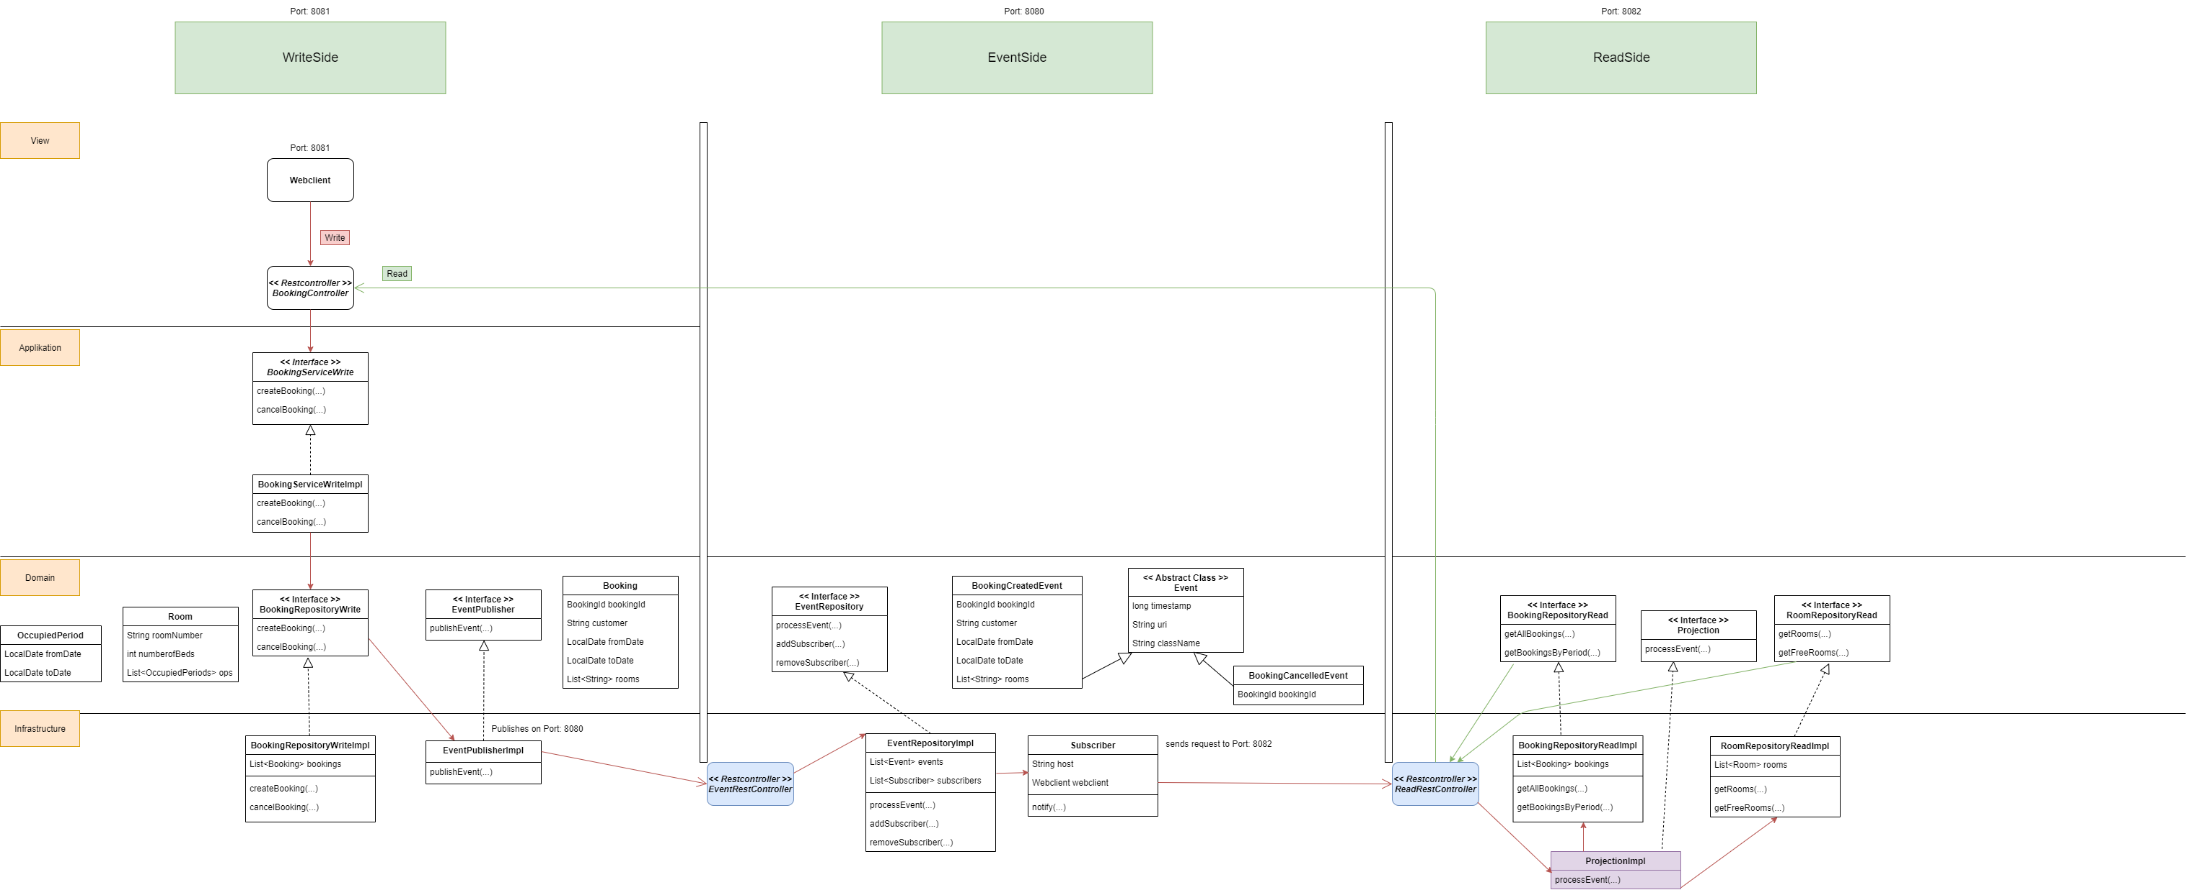 Port: 8081
Port: 8080
Port: 8082
WriteSide
EventSide
ReadSide
View
Port: 8081
Webclient
Write
<< Restcontroller >>
BookingController
Read
Applikation
<< Interface >>
BookingServiceWrite
createBooking(...)
cancelBooking(...)
BookingServiceWriteImpl
createBooking(...)
cancelBooking(...)
Domain
OccupiedPeriod
LocalDate fromDate
LocalDate toDate
Room
String roomNumber
int numberofBeds
List<OccupiedPeriods> ops
<< Interface >>
BookingRepositoryWrite
createBooking(...)
cancelBooking(...)
<< Interface >>
EventPublisher
publishEvent(...)
Booking
BookingId bookingId
String customer
LocalDate fromDate
LocalDate toDate
List<String> rooms
<< Interface >>
EventRepository
processEvent(...)
addSubscriber(...)
removeSubscriber(...)
BookingCreatedEvent
BookingId bookingId
String customer
LocalDate fromDate
LocalDate toDate
List<String> rooms
<< Abstract Class >>
Event
long timestamp
String uri
String className
BookingCancelledEvent
BookingId bookingId
<< Interface >>
BookingRepositoryRead
getAllBookings(...)
getBookingsByPeriod(...)
<< Interface >>
Projection
processEvent(...)
<< Interface >>
RoomRepositoryRead
getRooms(...)
getFreeRooms(...)
Infrastructure
BookingRepositoryWriteImpl
List<Booking> bookings
createBooking(...)
cancelBooking(...)
Publishes on Port: 8080
EventPublisherImpl
publishEvent(...)
<< Restcontroller >>
EventRestController
EventRepositoryImpl
List<Event> events
List<Subscriber> subscribers
processEvent(...)
addSubscriber(...)
removeSubscriber(...)
Subscriber
String host
Webclient webclient
notify(...)
sends request to Port: 8082
<< Restcontroller >>
ReadRestController
BookingRepositoryReadImpl
List<Booking> bookings
getAllBookings(...)
getBookingsByPeriod(...)
RoomRepositoryReadImpl
List<Room> rooms
getRooms(...)
getFreeRooms(...)
ProjectionImpl
processEvent(...)